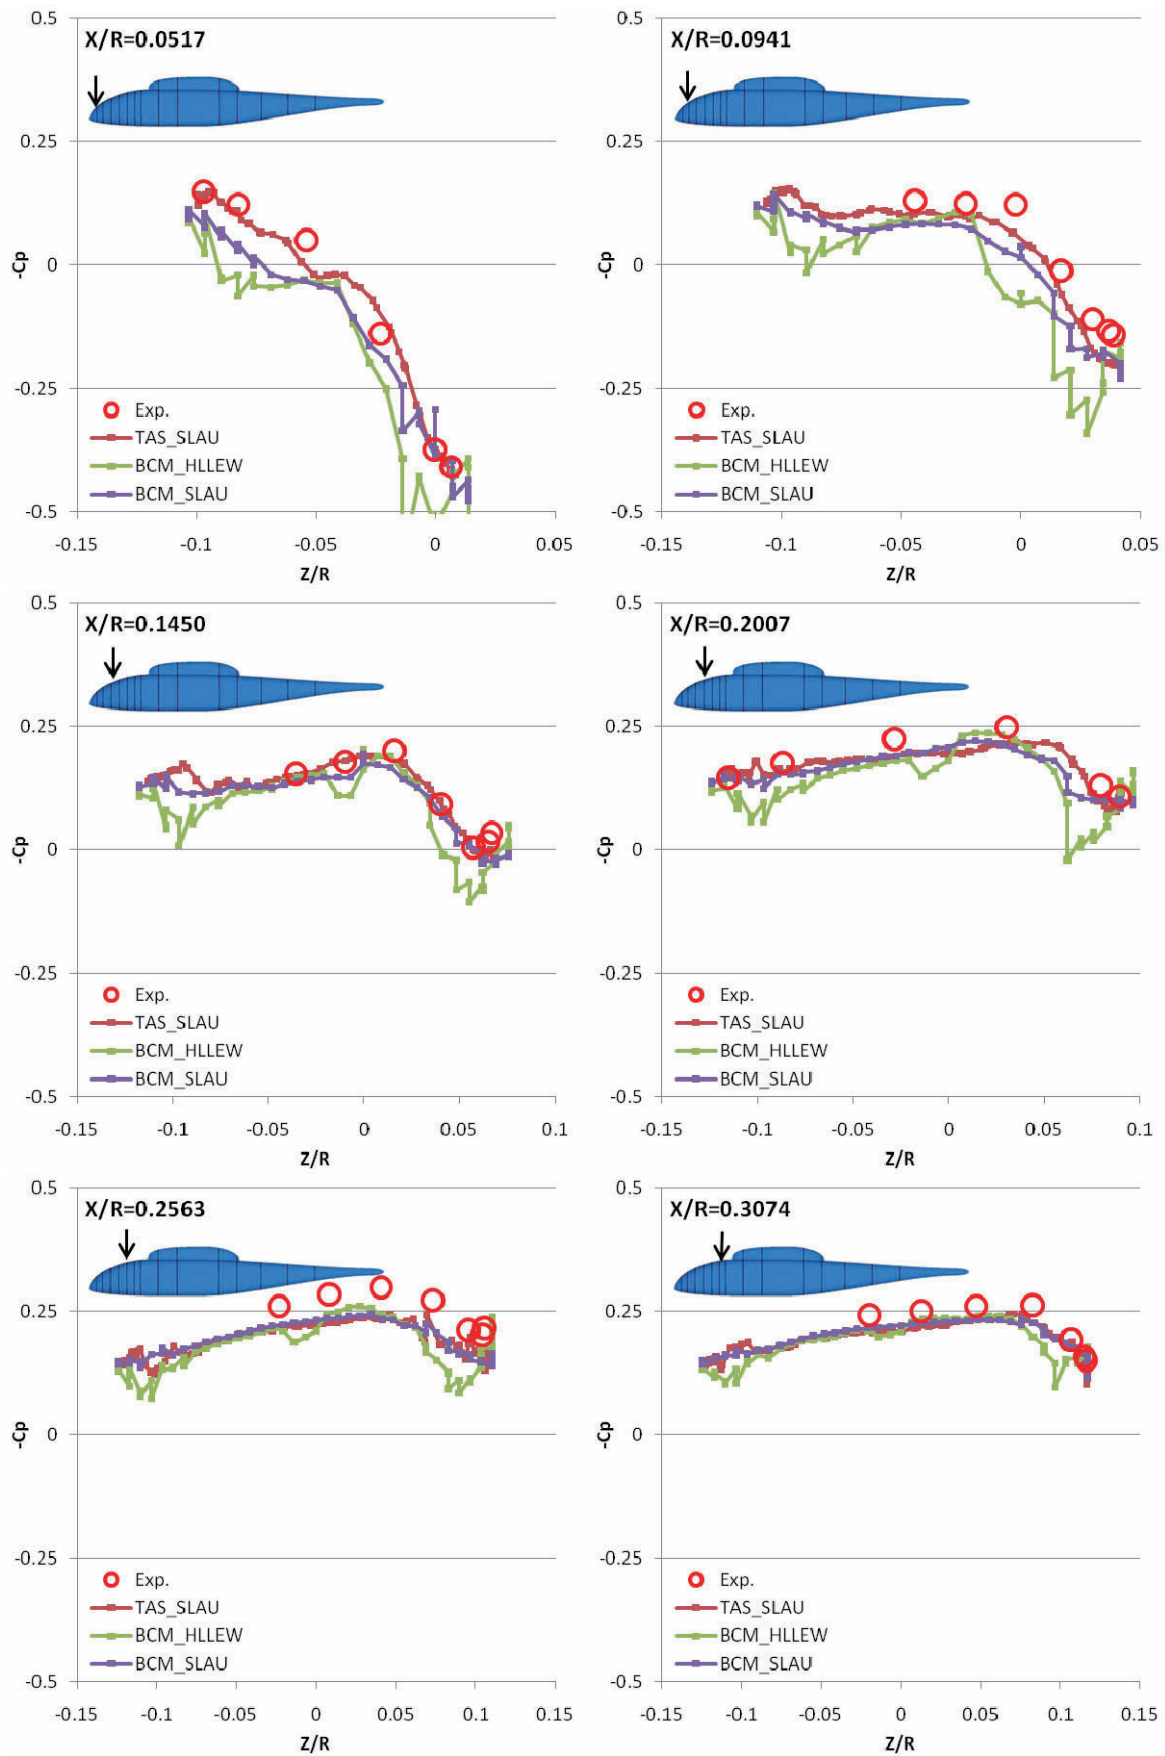 X/R=0.0517
0.5
0.25
0
-0.25
-0.5
-Cp
Exp.
TAS_SLAU
BCM_HLLEW
BCM_SLAU
-0.15 -0.1 -0.05 0 0.05
Z/R
X/R=0.0941
0.5
0.25
0
-0.25
-0.5
-Cp
Exp.
TAS_SLAU
BCM_HLLEW
BCM_SLAU
-0.15 -0.1 -0.05 0 0.05
Z/R
X/R=0.1450
0.5
0.25
0
-0.25
-0.5
-Cp
Exp.
TAS_SLAU
BCM_HLLEW
BCM_SLAU
-0.15 -0.1 -0.05 0 0.05 0.1
Z/R
X/R=0.2007
0.5
0.25
0
-0.25
-0.5
-Cp
Exp.
TAS_SLAU
BCM_HLLEW
BCM_SLAU
-0.15 -0.1 -0.05 0 0.05 0.1
Z/R
X/R=0.2563
0.5
0.25
0
-0.25
-0.5
-Cp
Exp.
TAS_SLAU
BCM_HLLEW
BCM_SLAU
-0.15 -0.1 -0.05 0 0.05 0.1 0.15
Z/R
X/R=0.3074
0.5
0.25
0
-0.25
-0.5
-Cp
Exp.
TAS_SLAU
BCM_HLLEW
BCM_SLAU
-0.15 -0.1 -0.05 0 0.05 0.1 0.15
Z/R